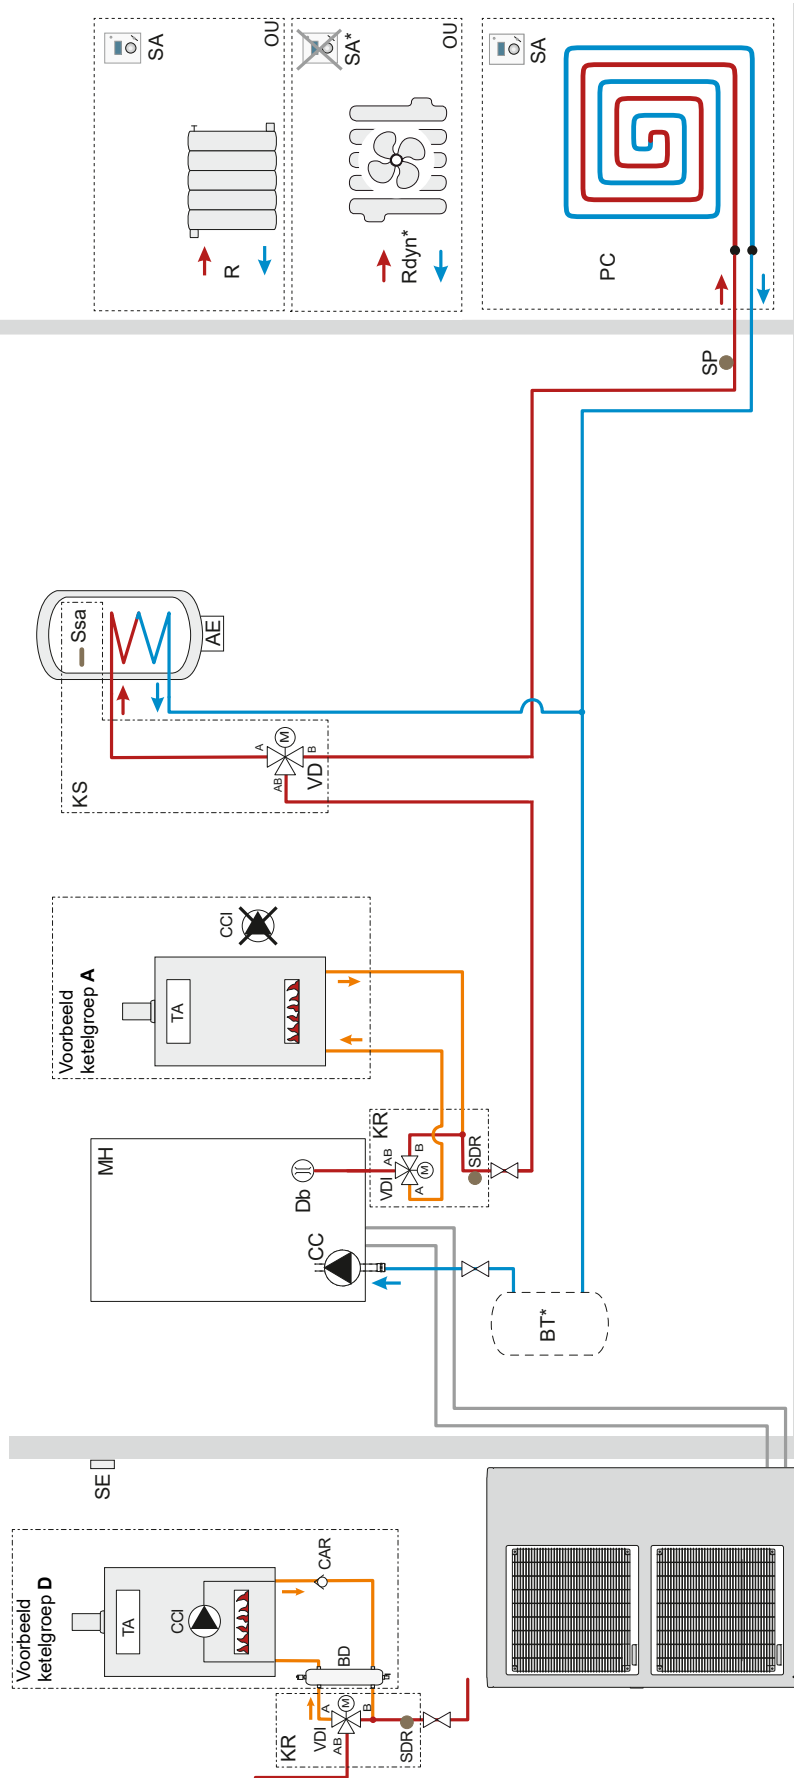 SA
OU
R
SA*
OU
Rdyn*
SA
PC
SP
Ssa
AE
KS
A
M
B
AB
VD
Voorbeeld
ketelgroep A
TA
CCI
MH
Db
CC
KR
VDI
AB
B
A
M
SDR
BT*
SE
Voorbeeld
ketelgroep D
TA
CCI
CAR
BD
KR
VDI
A
M
B
AB
SDR